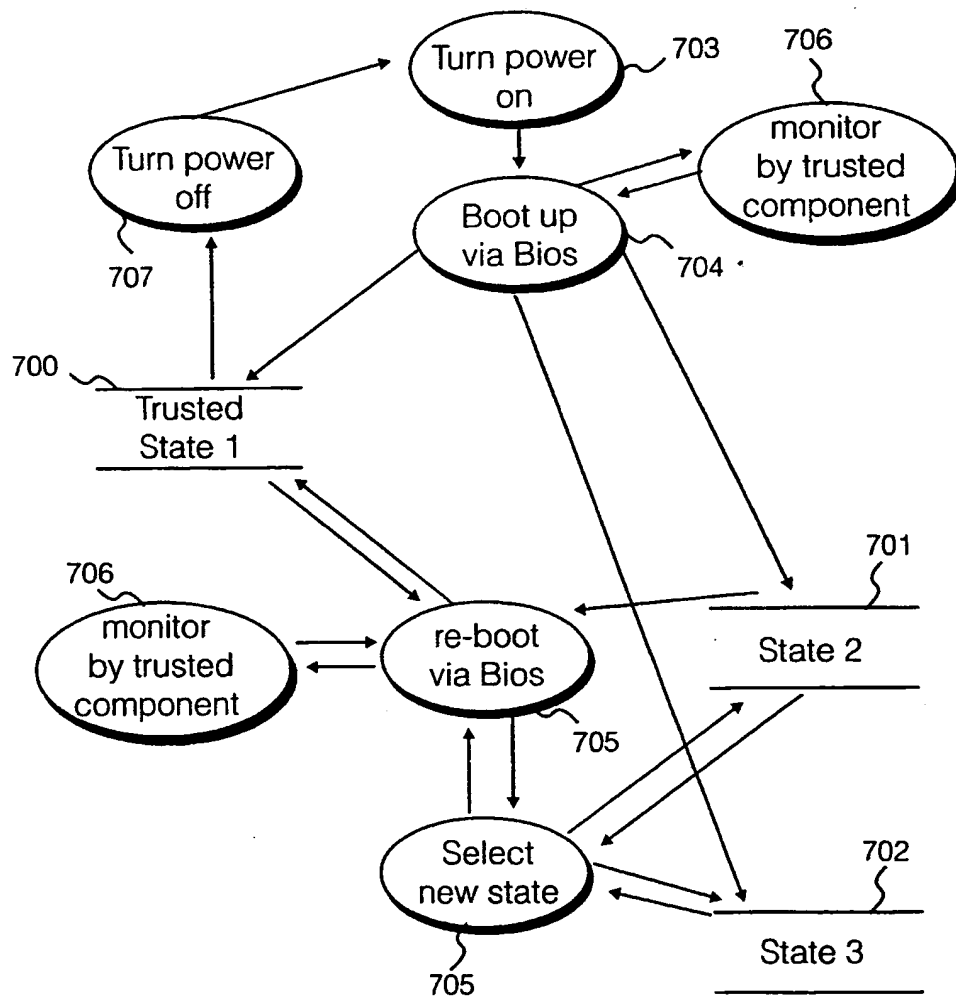 Turn power
on
703
706
monitor
by trusted
component
Turn power
off
707
Boot up
via Bios
704
700
Trusted
State 1
701
State 2
706
monitor
by trusted
component
re-boot
via Bios
705
Select
new state
705
702
State 3